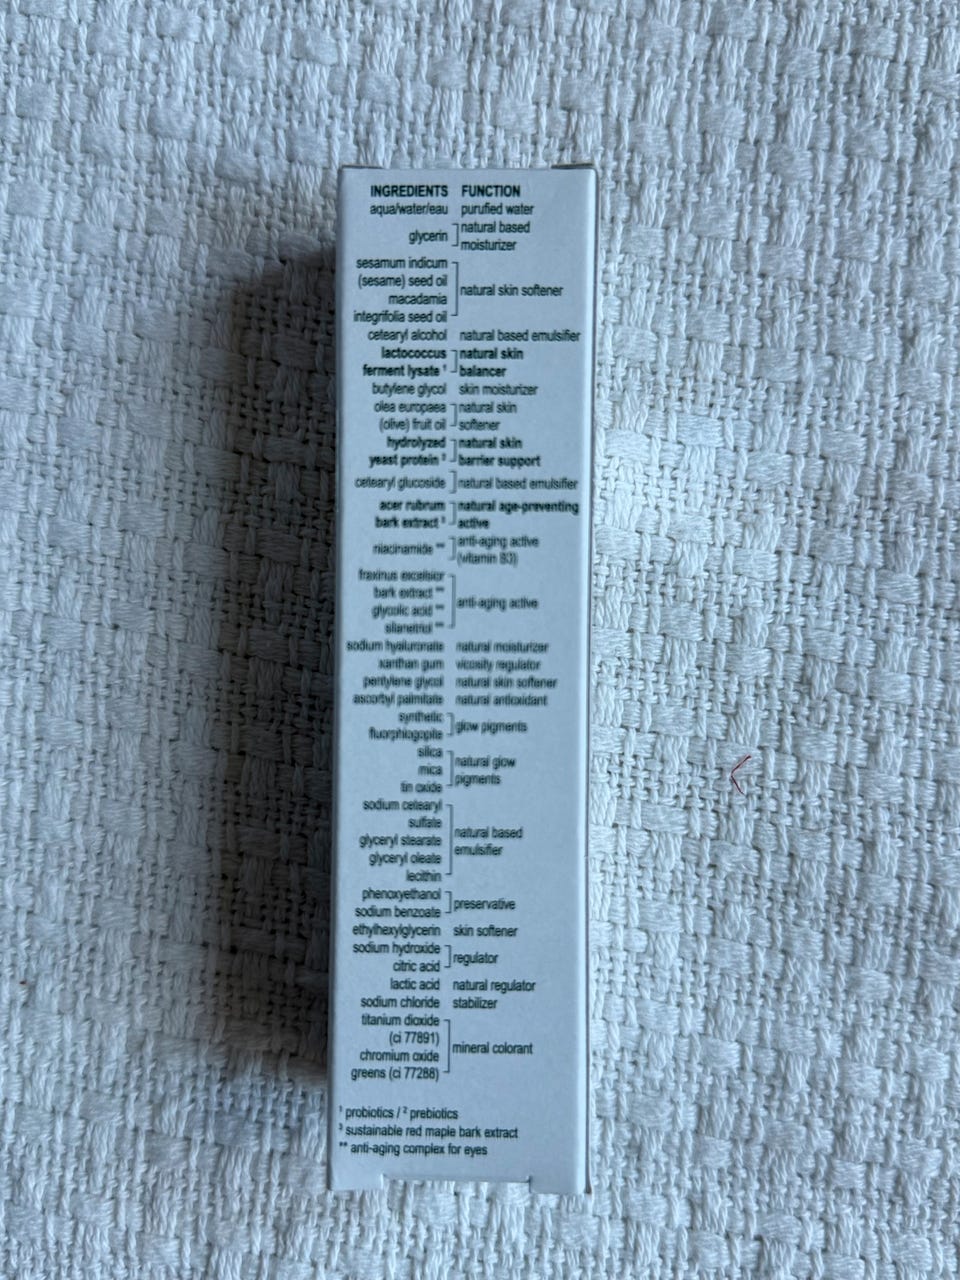 INGREDIENTS FUNCTION
aqua/water/eau purufied water
glycerin natural based
moisturizer
sesamum indicum
(sesame) seed oil
macadamia natural skin softener
integrifolia seed oil
cetearyl alcohol natural based emulsifier
lactococcus natural skin
ferment lysate ¹ balancer
butylene glycol skin moisturizer
olea europaea natural skin
(olive) fruit oil softener
hydrolyzed natural skin
yeast protein ² barrier support
cetearyl glucoside natural based emulsifier
acer rubrum natural age-preventing
bark extract ³ active
niacinamide ** anti-aging active
(vitamin B3)
fraxinus excelsior
bark extract **
glycolic acid ** anti-aging active
silanetriol **
sodium hyaluronate natural moisturizer
xanthan gum vicosity regulator
pentylene glycol natural skin softener
ascorbyl palmitate natural antioxidant
synthetic
fluorphlogopite glow pigments
silica
mica natural glow
tin oxide pigments
sodium cetearyl
sulfate
glyceryl stearate natural based
glyceryl oleate emulsifier
lecithin
phenoxyethanol
sodium benzoate preservative
ethylhexylglycerin skin softener
sodium hydroxide
citric acid regulator
lactic acid natural regulator
sodium chloride stabilizer
titanium dioxide
(ci 77891)
chromium oxide mineral colorant
greens (ci 77288)
¹ probiotics / ² prebiotics
³ sustainable red maple bark extract
** anti-aging complex for eyes